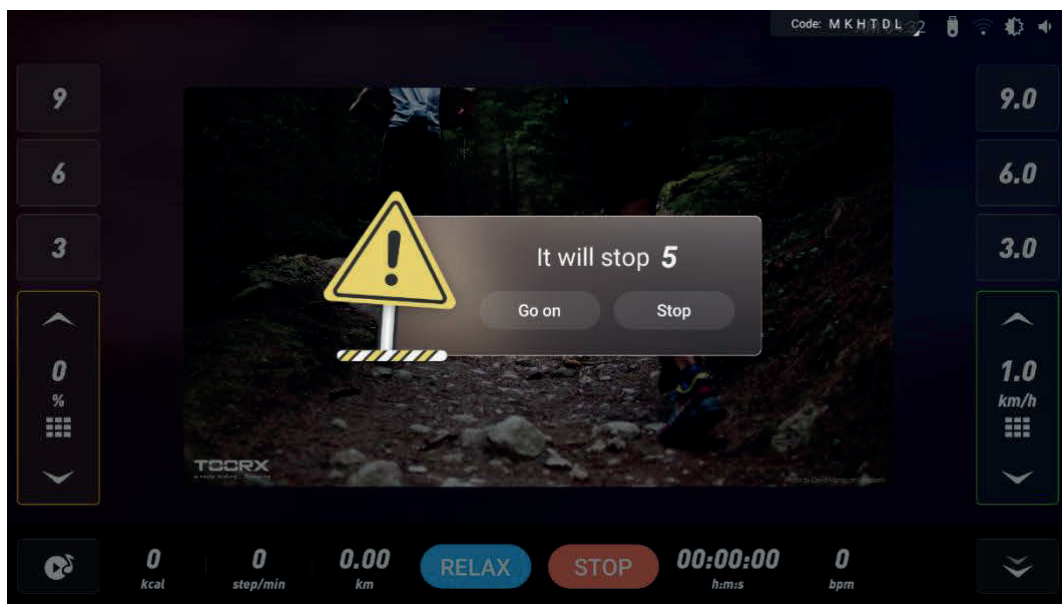 Code: M K H T D L
9
6
3
0
%
It will stop 5
Go on
Stop
9.0
6.0
3.0
1.0
km/h
TOORX
0
kcal
0
step/min
0.00
km
RELAX
STOP
00:00:00
h:m:s
0
bpm